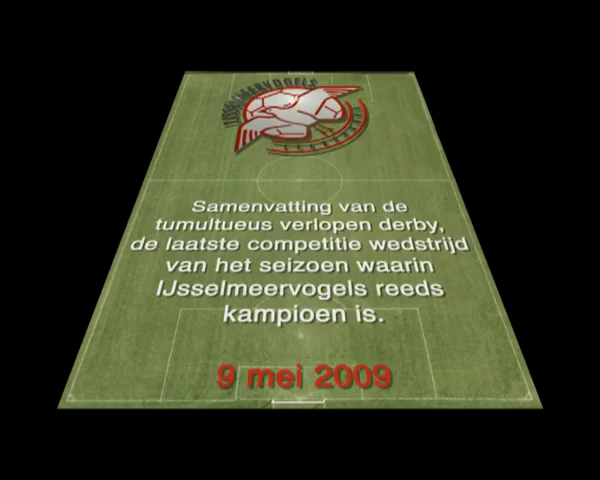 IJSSELMEERVOGELS
Samenvatting van de
tumultueus verlopen derby,
de laatste competitie wedstrijd
van het seizoen waarin
IJsselmeervogels reeds
kampioen is.
9 mei 2009